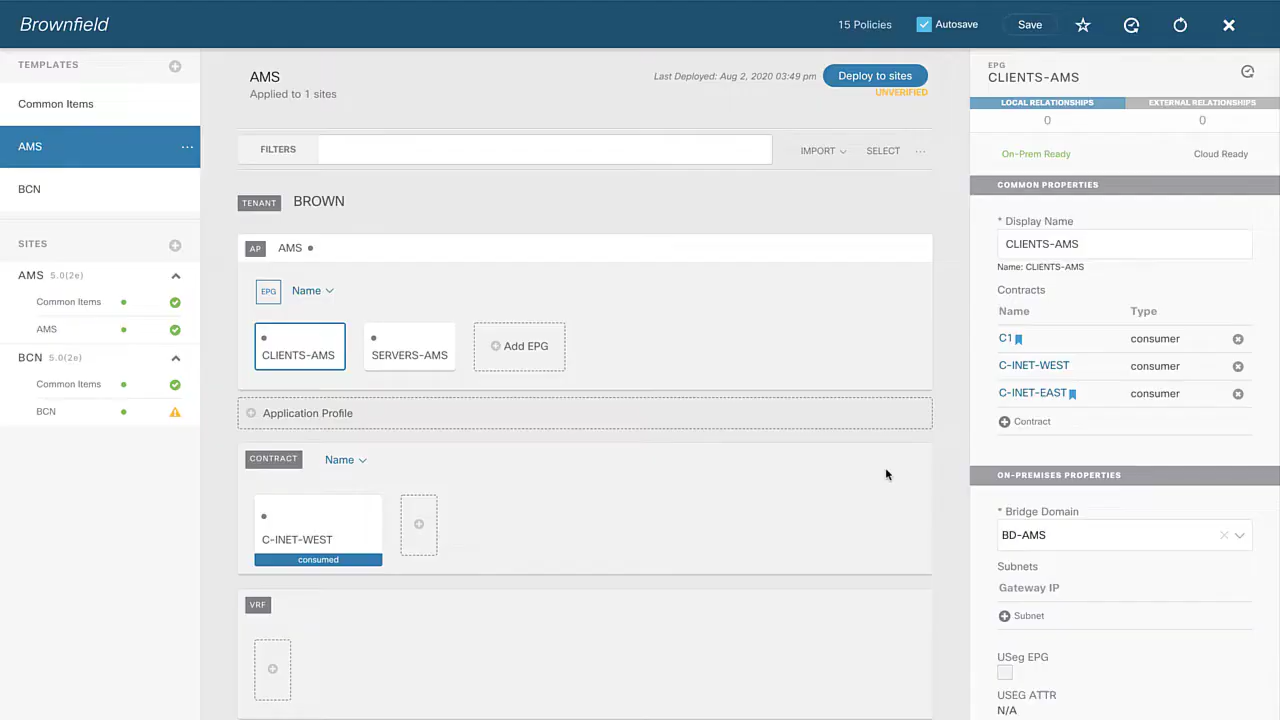 Brownfield
15 Policies
Autosave
Save
TEMPLATES
Common Items
AMS
BCN
SITES
AMS 5.0(2e)
Common Items
AMS
BCN 5.0(2e)
Common Items
BCN
AMS
Applied to 1 sites
Last Deployed: Aug 2, 2020 03:49 pm
Deploy to sites
UNVERIFIED
FILTERS
IMPORT
SELECT
TENANT BROWN
AP AMS
EPG Name
CLIENTS-AMS
SERVERS-AMS
Add EPG
Application Profile
CONTRACT Name
C-INET-WEST
consumed
VRF
EPG
CLIENTS-AMS
LOCAL RELATIONSHIPS
EXTERNAL RELATIONSHIPS
0
0
On-Prem Ready
Cloud Ready
COMMON PROPERTIES
* Display Name
CLIENTS-AMS
Name: CLIENTS-AMS
Contracts
Name Type
C1 consumer
C-INET-WEST consumer
C-INET-EAST consumer
Contract
ON-PREMISES PROPERTIES
* Bridge Domain
BD-AMS
Subnets
Gateway IP
Subnet
USeg EPG
USEG ATTR
N/A